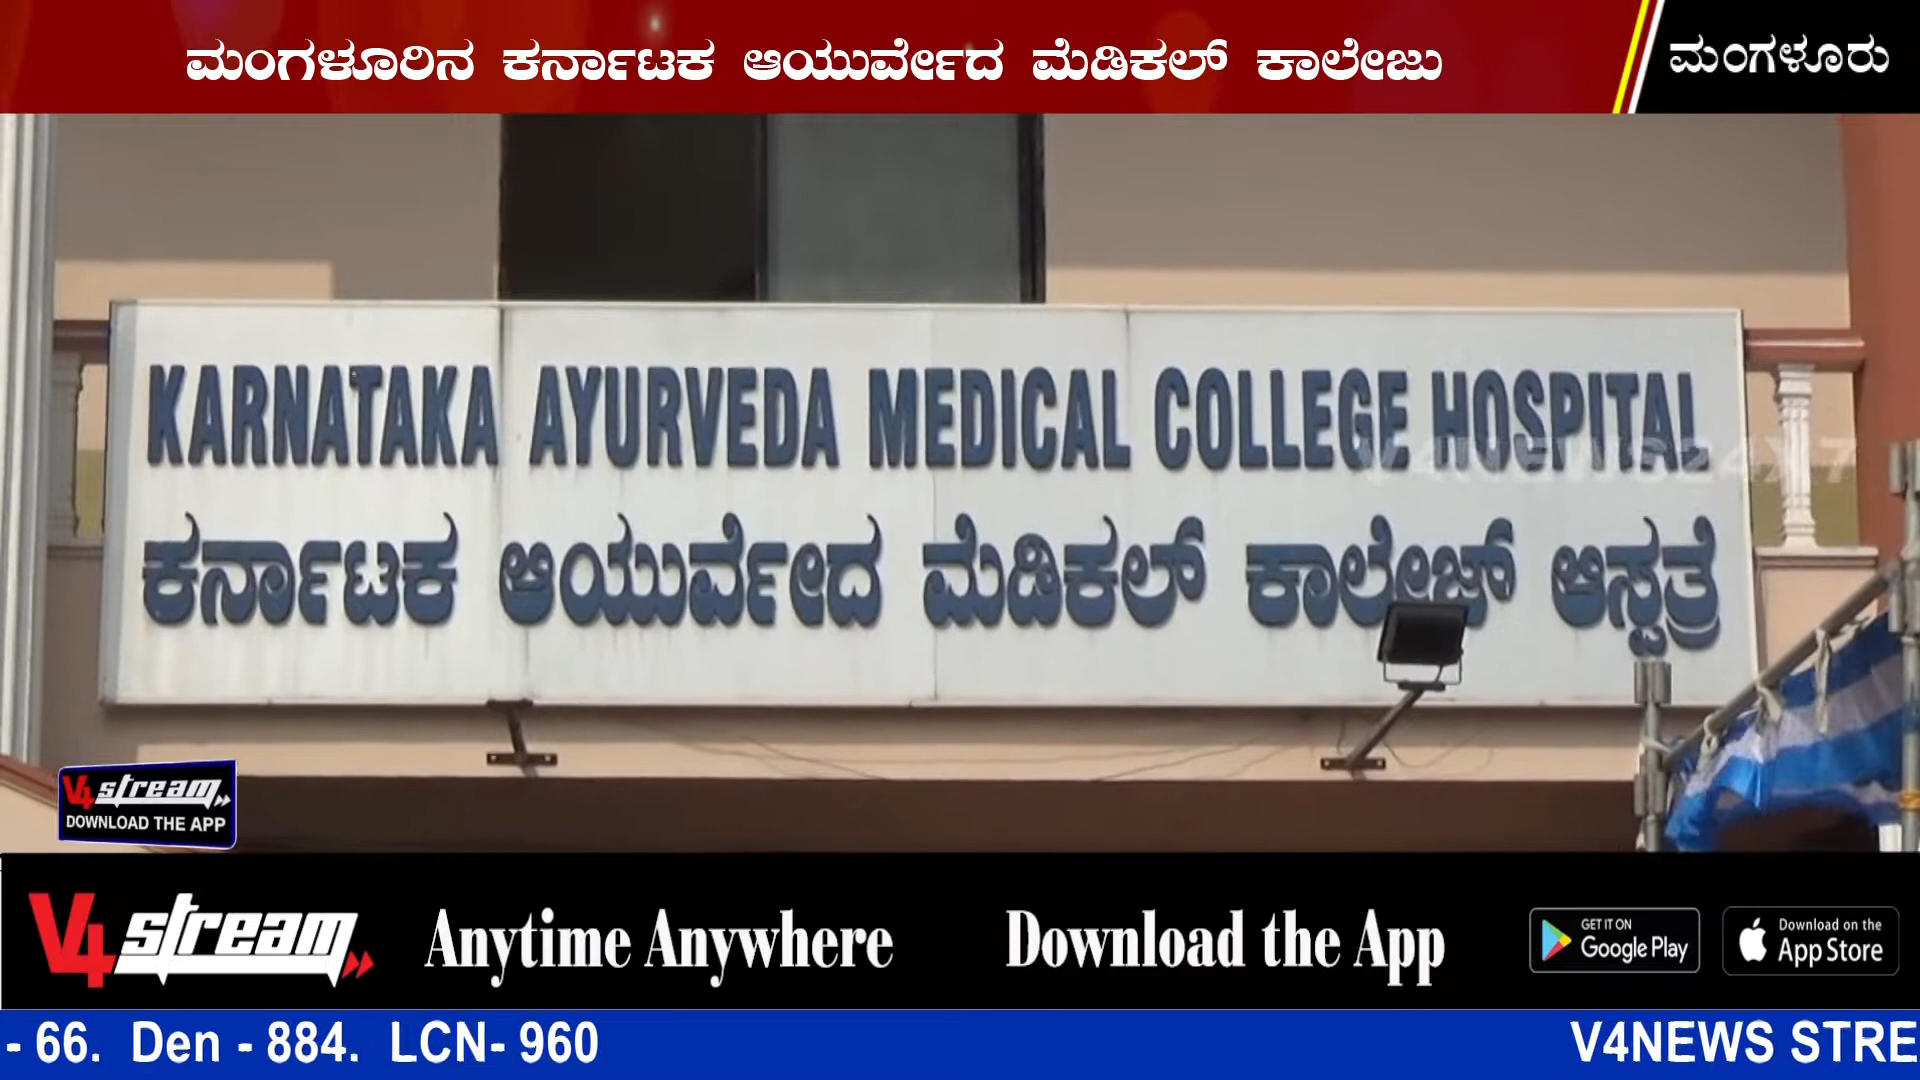 ಮಂಗಳೂರಿನ ಕರ್ನಾಟಕ ಆಯುರ್ವೇದ ಮೆಡಿಕಲ್ ಕಾಲೇಜು
ಮಂಗಳೂರು
KARNATAKA AYURVEDA MEDICAL COLLEGE HOSPITAL
V4NEWS24X7
ಕರ್ನಾಟಕ ಆಯುರ್ವೇದ ಮೆಡಿಕಲ್ ಕಾಲೇಜ್ ಆಸ್ಪತ್ರೆ
V4 stream
DOWNLOAD THE APP
V4 stream
Anytime Anywhere
Download the App
GET IT ON
Google Play
Download on the
App Store
- 66. Den - 884. LCN- 960
V4NEWS STRE